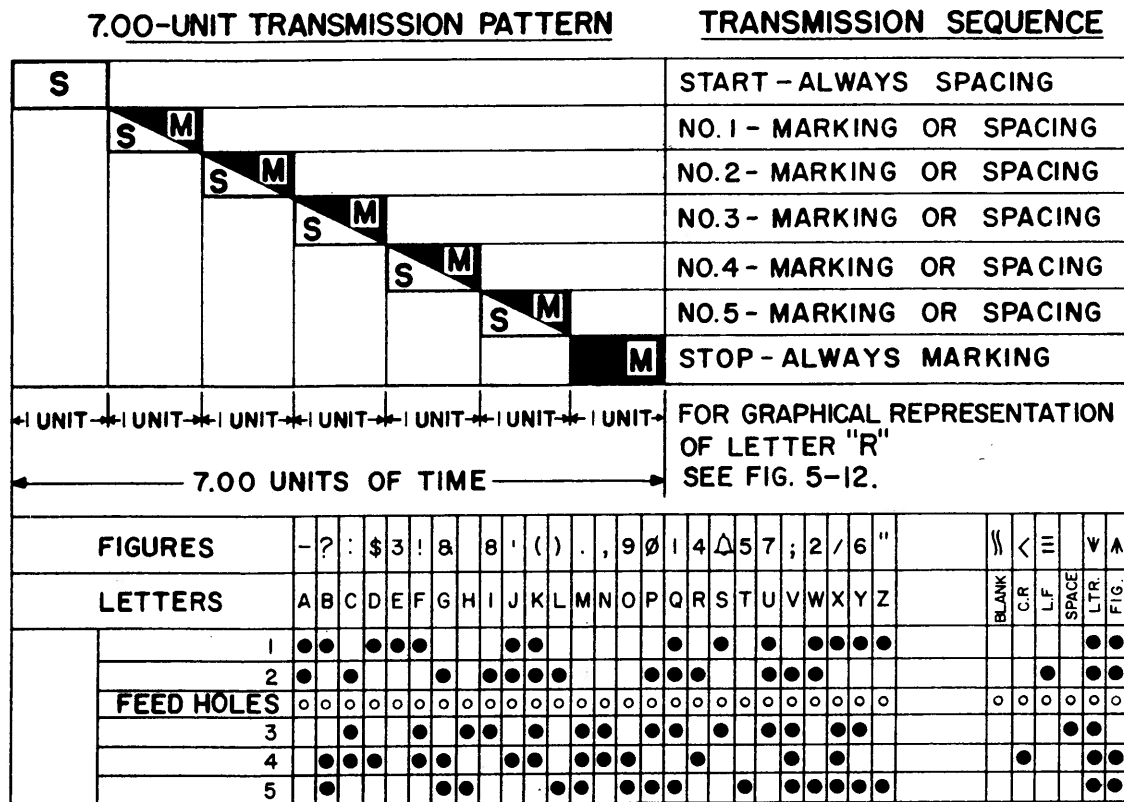 7.00-UNIT TRANSMISSION PATTERN
TRANSMISSION SEQUENCE
S
START - ALWAYS SPACING
S M
NO. 1 - MARKING OR SPACING
S M
NO. 2 - MARKING OR SPACING
S M
NO. 3 - MARKING OR SPACING
S M
NO. 4 - MARKING OR SPACING
S M
NO. 5 - MARKING OR SPACING
M
STOP - ALWAYS MARKING
1 UNIT 1 UNIT 1 UNIT 1 UNIT 1 UNIT 1 UNIT 1 UNIT
7.00 UNITS OF TIME
FOR GRAPHICAL REPRESENTATION
OF LETTER "R"
SEE FIG. 5-12.
FIGURES - ? : $ 3 ! & 8 ' ( ) . , 9 Ø 1 4 5 7 ; 2 / 6 " <
LETTERS A B C D E F G H I J K L M N O P Q R S T U V W X Y Z BLANK C.R L.F SPACE LTR. FIG.
1
2
FEED HOLES
3
4
5